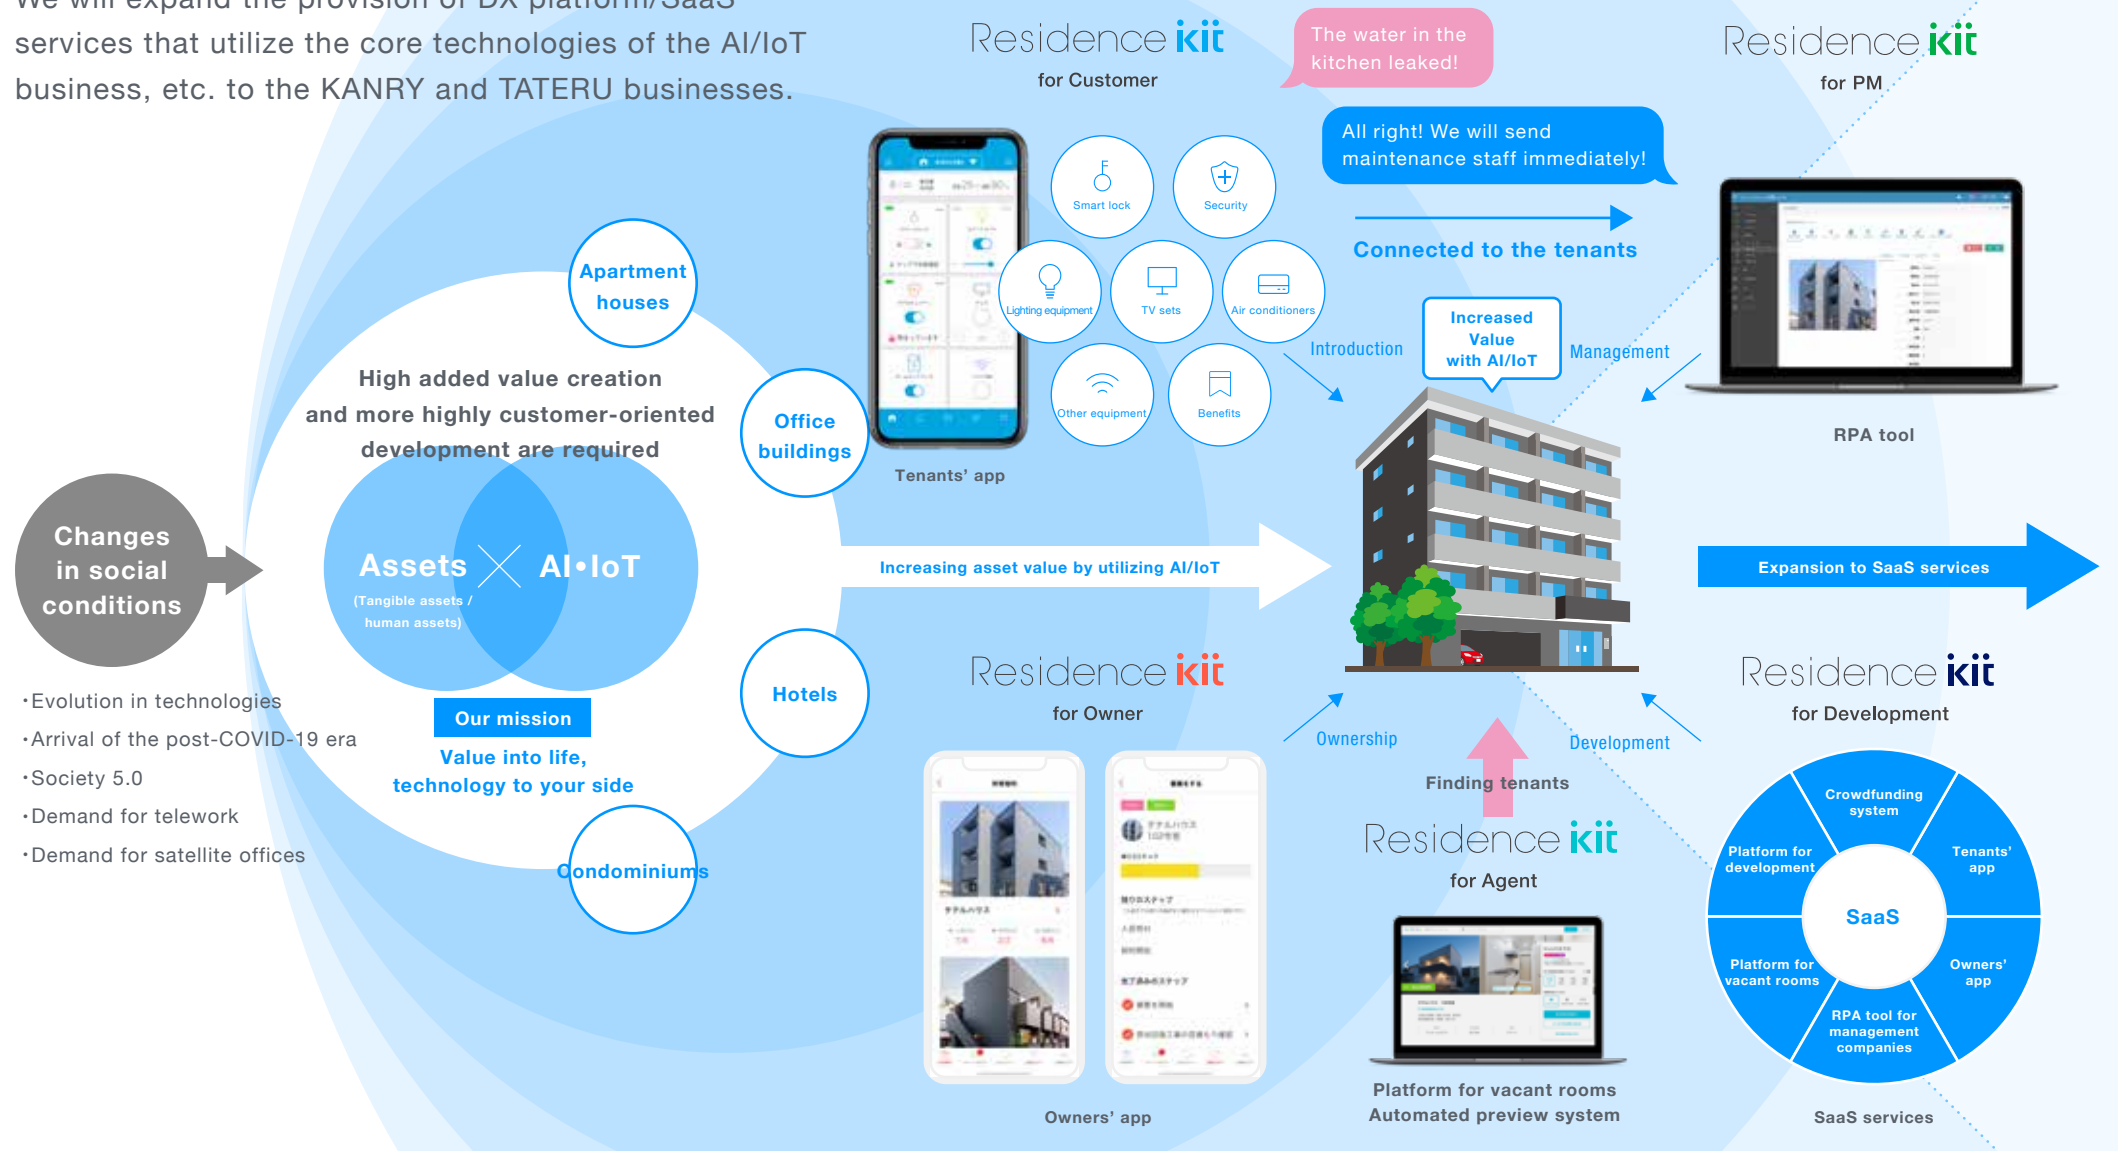 We will expand the provision of DX platform/SaaS
services that utilize the core technologies of the AI/IoT
business, etc. to the KANRY and TATERU businesses.
Changes
in social
conditions
・Evolution in technologies
・Arrival of the post-COVID-19 era
・Society 5.0
・Demand for telework
・Demand for satellite offices
High added value creation
and more highly customer-oriented
development are required
Assets
(Tangible assets /
human assets)
AI•IoT
Our mission
Value into life,
technology to your side
Apartment
houses
Office
buildings
Hotels
Condominiums
Residence kit
for Customer
Tenants’ app
Smart lock
Security
Lighting equipment
TV sets
Air conditioners
Other equipment
Benefits
The water in the
kitchen leaked!
All right! We will send
maintenance staff immediately!
Connected to the tenants
Residence kit
for PM
RPA tool
Introduction
Increased
Value
with AI/IoT
Management
Increasing asset value by utilizing AI/IoT
Expansion to SaaS services
Residence kit
for Owner
Owners’ app
Ownership
Development
Finding tenants
Residence kit
for Agent
Platform for vacant rooms
Automated preview system
Residence kit
for Development
Crowdfunding
system
Tenants’
app
Owners’
app
RPA tool for
management
companies
Platform for
vacant rooms
Platform for
development
SaaS
SaaS services